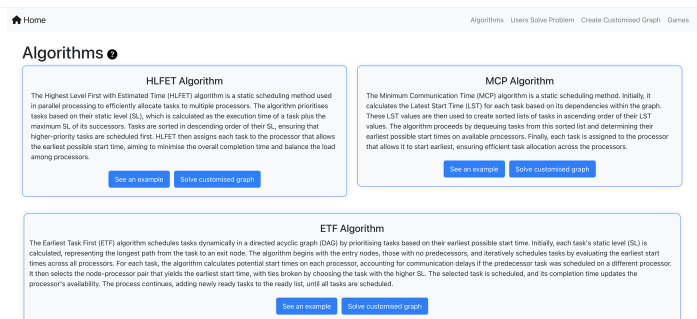 Home
Algorithms Users Solve Problem Create Customised Graph Games
Algorithms ?
HLFET Algorithm
The Highest Level First with Estimated Time (HLFET) algorithm is a static scheduling method used
in parallel processing to efficiently allocate tasks to multiple processors. The algorithm prioritises
tasks based on their static level (SL), which is calculated as the execution time of a task plus the
maximum SL of its successors. Tasks are sorted in descending order of their SL, ensuring that
higher-priority tasks are scheduled first. HLFET then assigns each task to the processor that allows
the earliest possible start time, aiming to minimise the overall completion time and balance the load
among processors.
See an example Solve customised graph
MCP Algorithm
The Minimum Communication Time (MCP) algorithm is a static scheduling method. Initially, it
calculates the Latest Start Time (LST) for each task based on its dependencies within the graph.
These LST values are then used to create sorted lists of tasks in ascending order of their LST
values. The algorithm proceeds by dequeuing tasks from this sorted list and determining their
earliest possible start times on available processors. Finally, each task is assigned to the processor
that allows it to start earliest, ensuring efficient task allocation across the processors.
See an example Solve customised graph
ETF Algorithm
The Earliest Task First (ETF) algorithm schedules tasks dynamically in a directed acyclic graph (DAG) by prioritising tasks based on their earliest possible start time. Initially, each task's static level (SL) is
calculated, representing the longest path from the task to an exit node. The algorithm begins with the entry nodes, those with no predecessors, and iteratively schedules tasks by evaluating the earliest start
times across all processors. For each task, the algorithm calculates potential start times on each processor, accounting for communication delays if the predecessor task was scheduled on a different processor.
It then selects the node-processor pair that yields the earliest start time, with ties broken by choosing the task with the higher SL. The selected task is scheduled, and its completion time updates the
processor's availability. The process continues, adding newly ready tasks to the ready list, until all tasks are scheduled.
See an example Solve customised graph